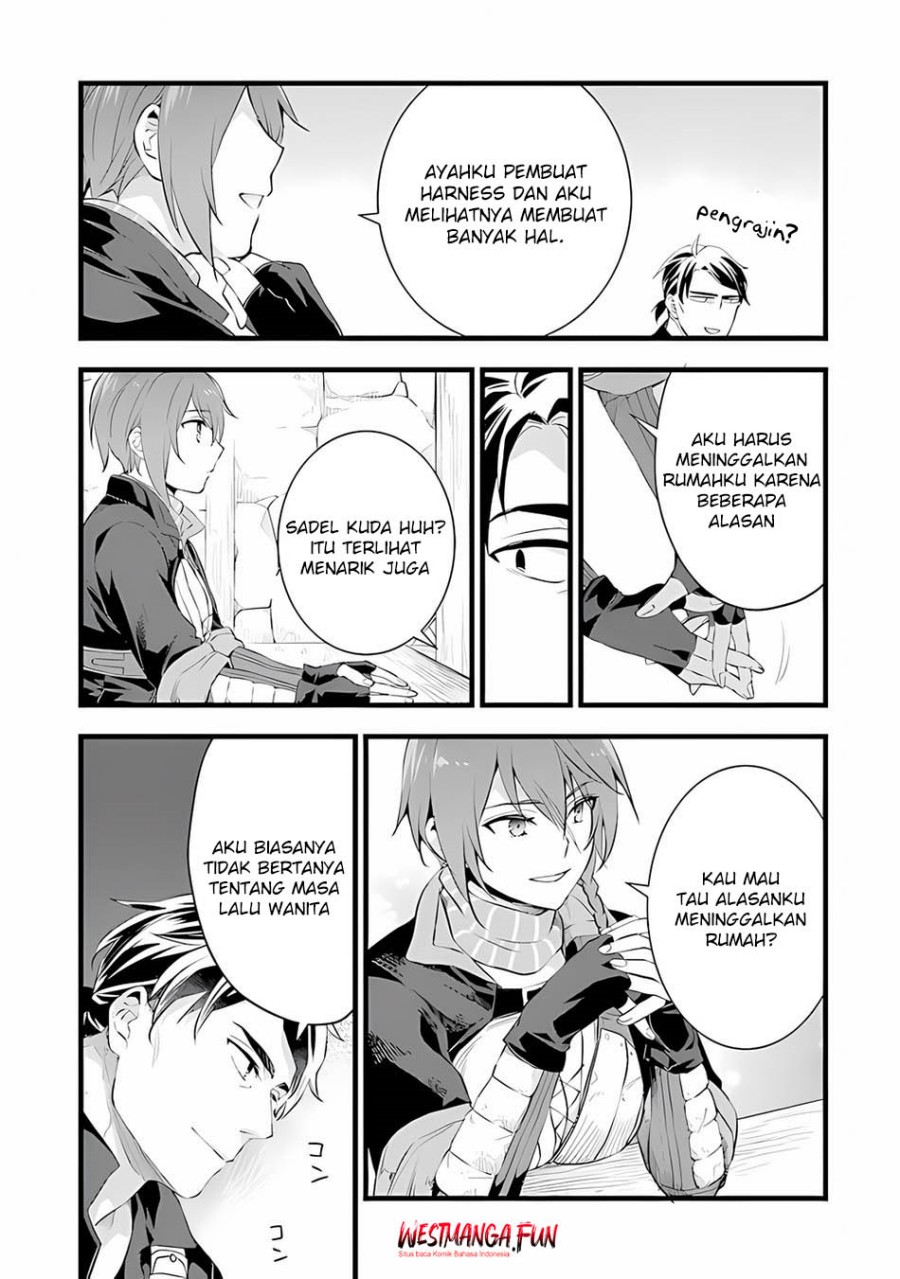 AYAHKU PEMBUAT
HARNESS DAN AKU
MELIHATNYA MEMBUAT
BANYAK HAL.
pengrajin?
AKU HARUS
MENINGGALKAN
RUMAHKU KARENA
BEBERAPA
ALASAN
SADEL KUDA HUH?
ITU TERLIHAT
MENARIK JUGA
KAU MAU
TAU ALASANKU
MENINGGALKAN
RUMAH?
AKU BIASANYA
TIDAK BERTANYA
TENTANG MASA
LALU WANITA
コン
コン
WESTMANGA.FUN
Situs baca Komik Bahasa Indonesia